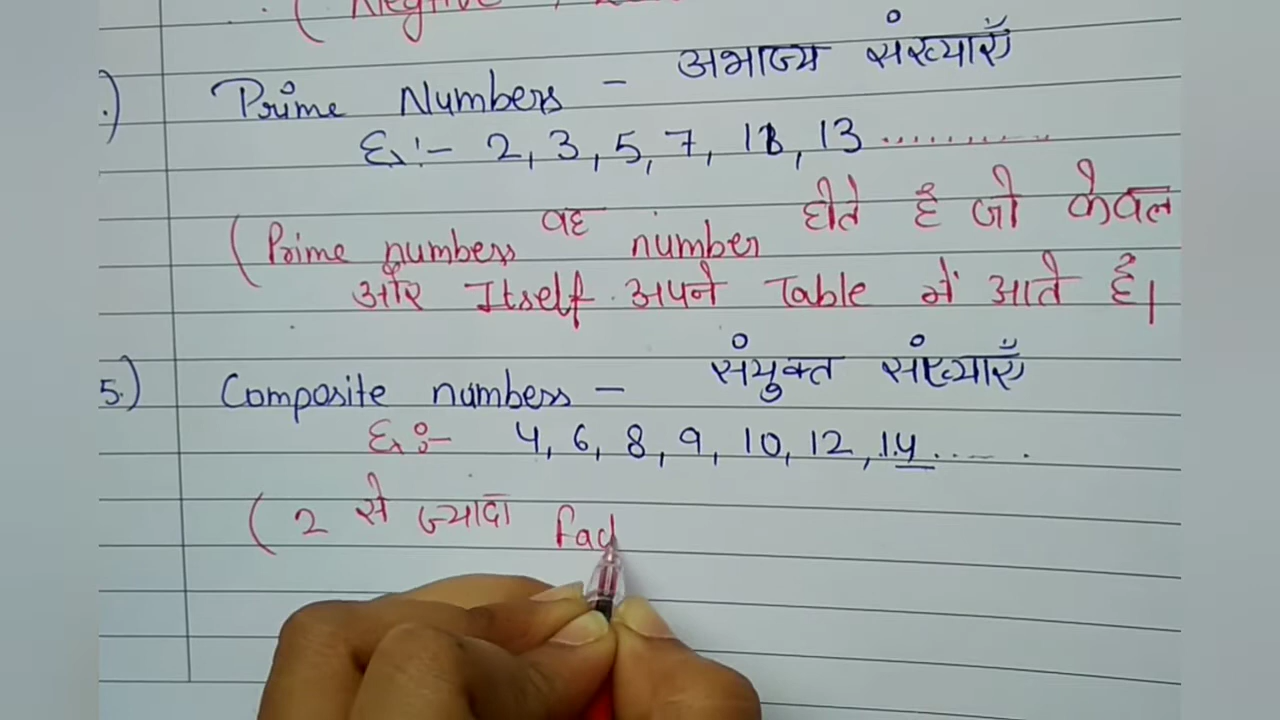 ( Negtive
.) Prime Numbers - अभाज्य संख्याएँ
Ex:- 2, 3, 5, 7, 11, 13 ............
(Prime numbers वह number होते है जो केवल
और Itself अपने Table में आते है।
5.) Composite numbers - संयुक्त संख्याएँ
Ex:- 4, 6, 8, 9, 10, 12, 14.....
( 2 से ज्यादा fac